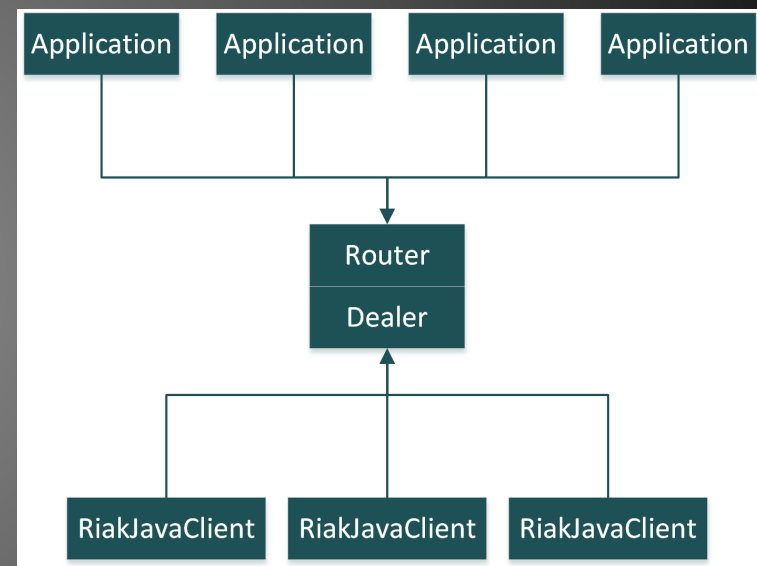 Application Application Application Application
Router
Dealer
RiakJavaClient RiakJavaClient RiakJavaClient